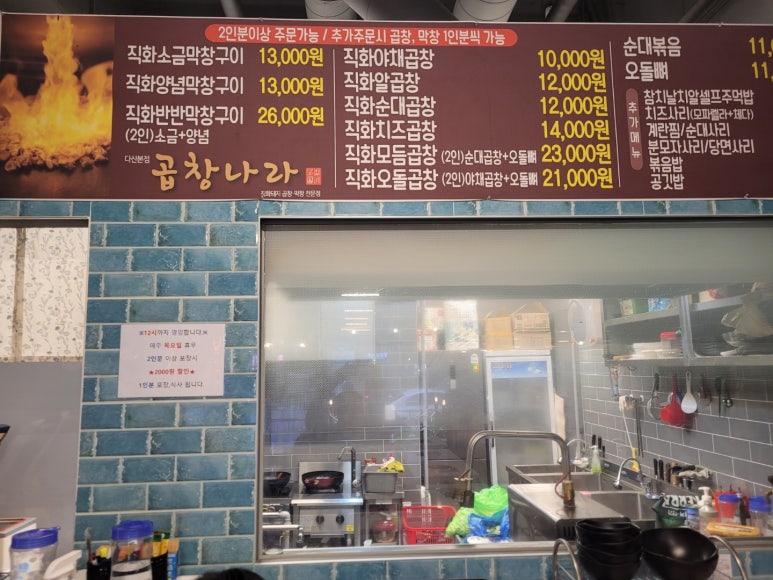 2인분이상 주문가능 / 추가주문시 곱창, 막창 1인분씩 가능
직화소금막창구이 13,000원
직화양념막창구이 13,000원
직화반반막창구이 26,000원
(2인)소금+양념
다산본점
곱창나라
직화돼지 곱창·막창 전문점
직화야채곱창 10,000원
직화알곱창 12,000원
직화순대곱창 12,000원
직화치즈곱창 14,000원
직화모듬곱창 (2인)순대곱창+오돌뼈 23,000원
직화오돌곱창 (2인)야채곱창+오돌뼈 21,000원
순대볶음 11,
오돌뼈 11,
추가메뉴
참치날치알셀프주먹밥
치즈사리(모짜렐라+체다)
계란찜/순대사리
분모자사리/당면사리
볶음밥
공깃밥
※12시까지 영업합니다.※
매주 목요일 휴무
2인분 이상 포장시
★2000원 할인★
1인분 포장,식사 됩니다.